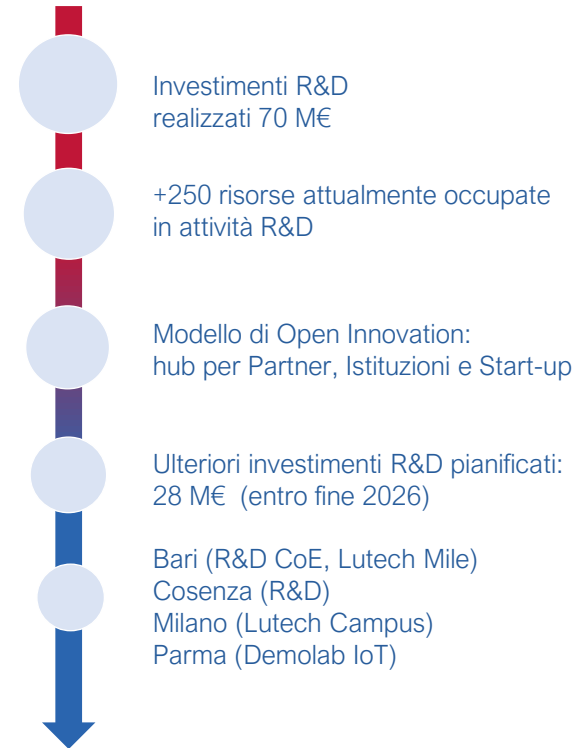 Investimenti R&D
realizzati 70 M€
+250 risorse attualmente occupate
in attività R&D
Modello di Open Innovation:
hub per Partner, Istituzioni e Start-up
Ulteriori investimenti R&D pianificati:
28 M€ (entro fine 2026)
Bari (R&D CoE, Lutech Mile)
Cosenza (R&D)
Milano (Lutech Campus)
Parma (Demolab IoT)